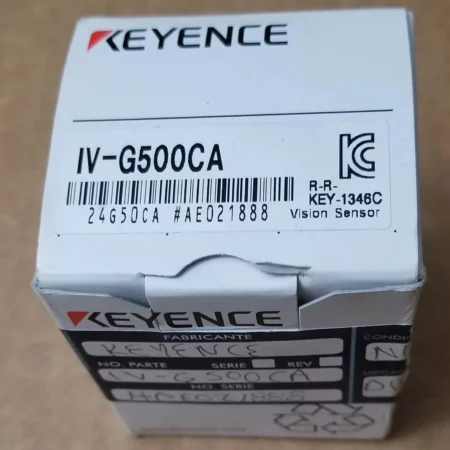 KEYENCE
IV-G500CA
24G50CA #AE021888
R-R-
KEY-1346C
Vision Sensor
KEYENCE
FABRICANTE
KEYENCE
NO. PARTE SERIE REV
IV-G500CA
NO. SERIE